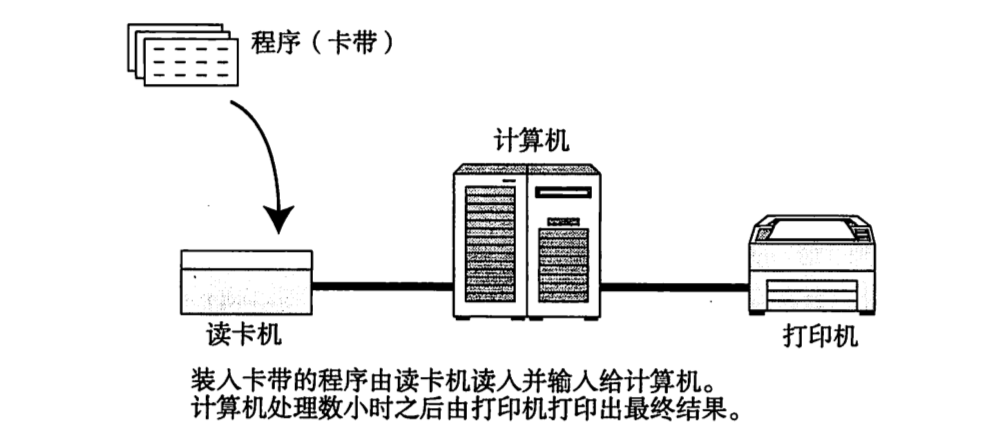 程序（卡带）
计算机
读卡机
打印机
装入卡带的程序由读卡机读入并输入给计算机。
计算机处理数小时之后由打印机打印出最终结果。